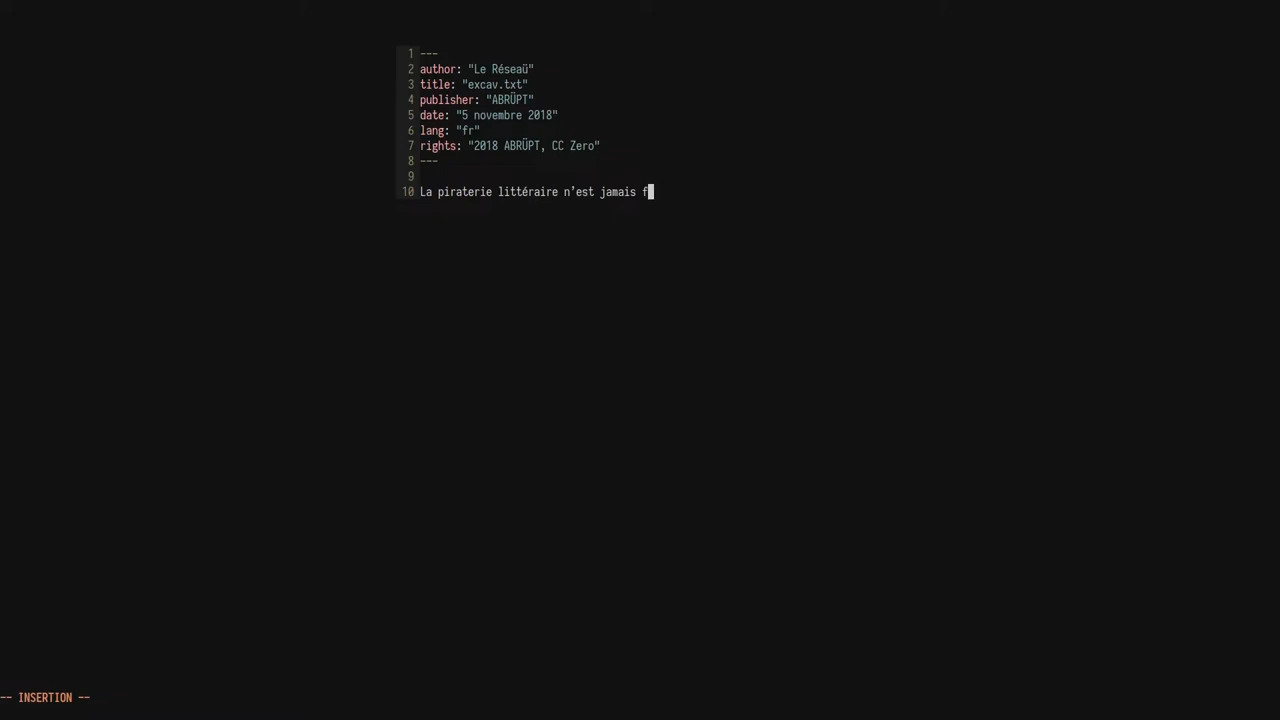 1 ---
2 author: "Le Réseaü"
3 title: "excav.txt"
4 publisher: "ABRÜPT"
5 date: "5 novembre 2018"
6 lang: "fr"
7 rights: "2018 ABRÜPT, CC Zero"
8 ---
9
10 La piraterie littéraire n’est jamais f
-- INSERTION --